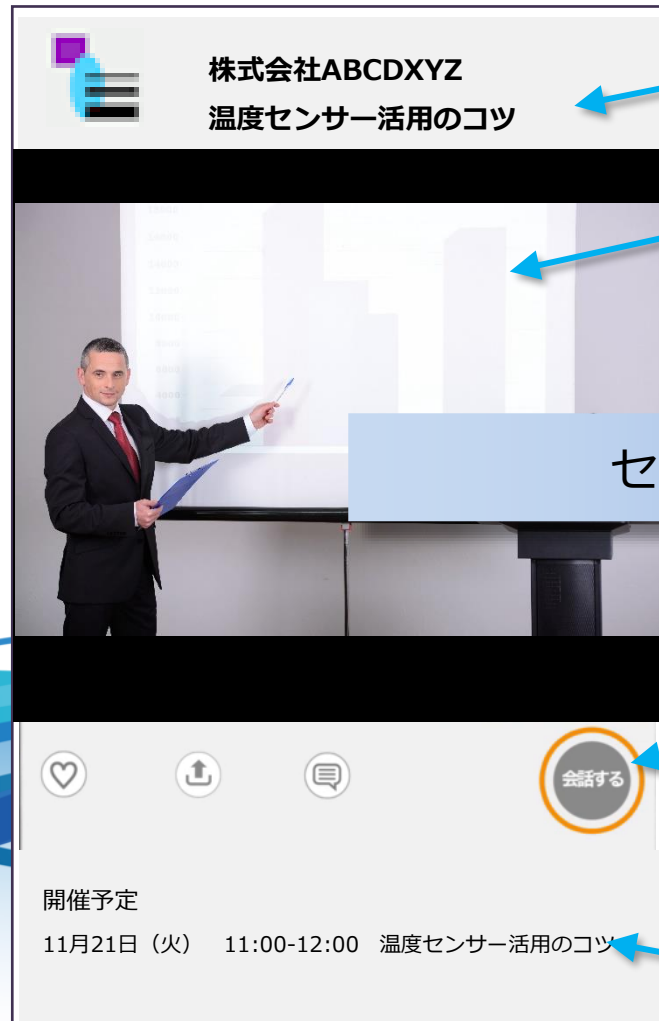 株式会社ABCDXYZ
温度センサー活用のコツ
セ
会話する
開催予定
11月21日（火）　11:00-12:00　温度センサー活用のコツ